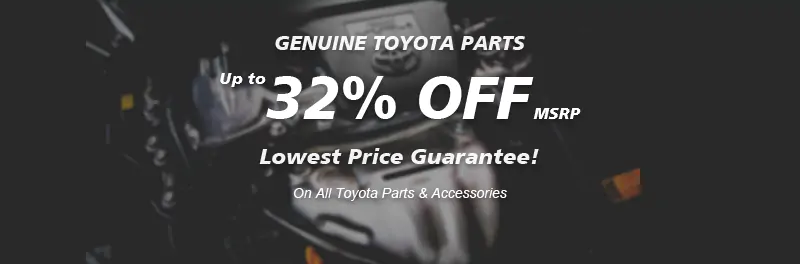 GENUINE TOYOTA PARTS
Up to 32% OFF MSRP
Lowest Price Guarantee!
On All Toyota Parts & Accessories